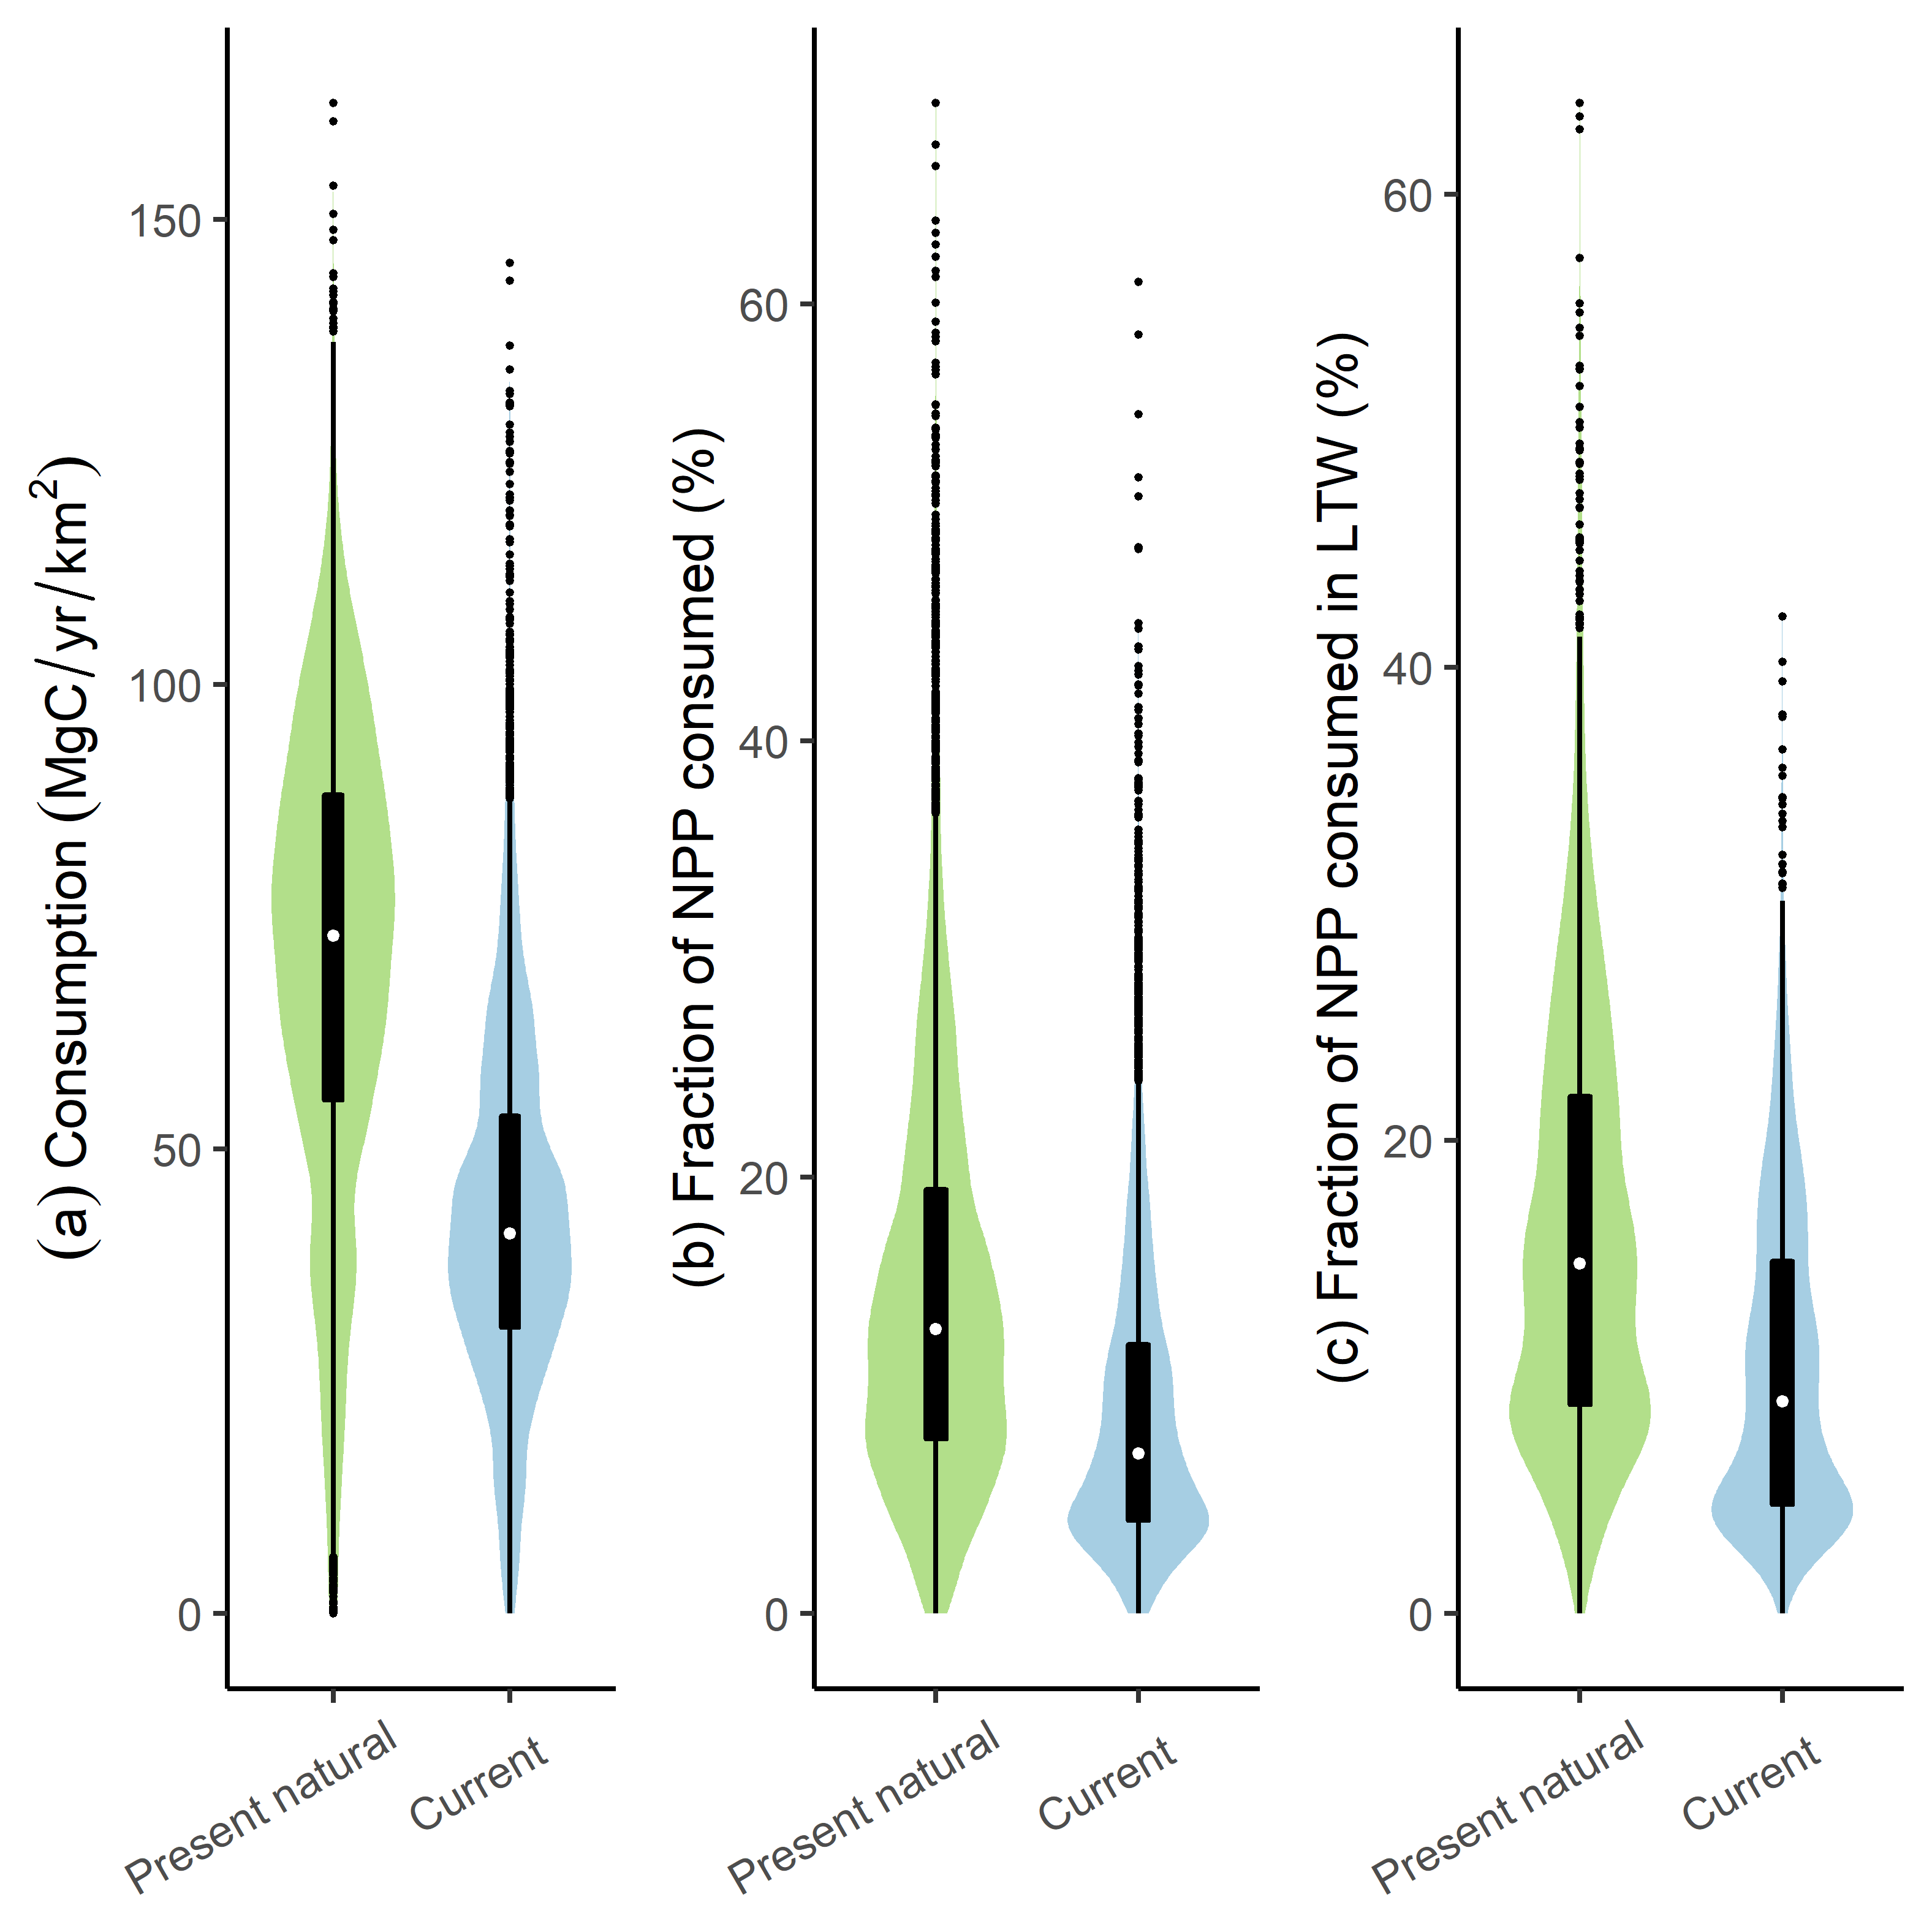 (a) Consumption (MgC/yr/km²)
150
100
50
0
Present natural
Current
(b) Fraction of NPP consumed (%)
60
40
20
0
Present natural
Current
(c) Fraction of NPP consumed in LTW (%)
60
40
20
0
Present natural
Current